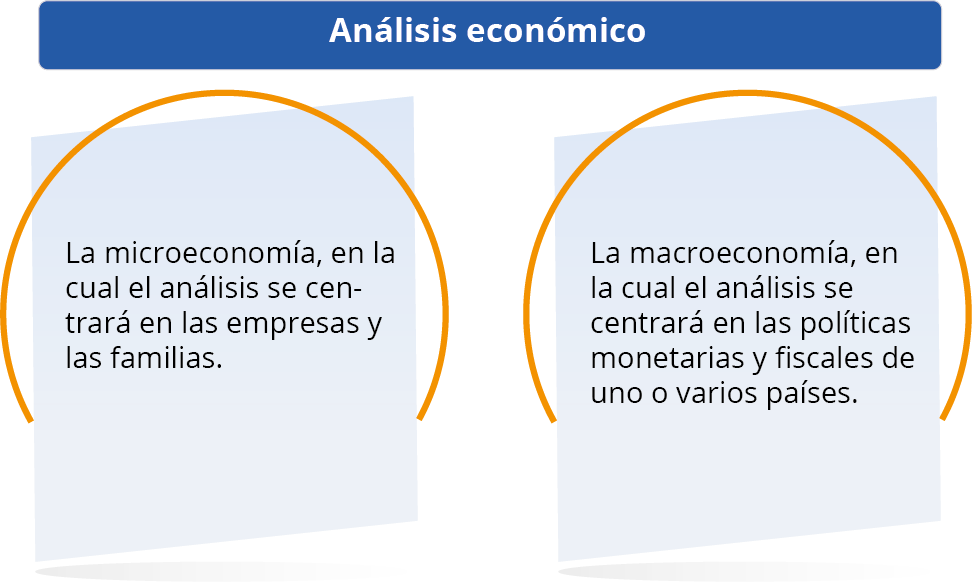 Análisis económico
La microeconomía, en la
cual el análisis se cen-
trará en las empresas y
las familias.
La macroeconomía, en
la cual el análisis se
centrará en las políticas
monetarias y fiscales de
uno o varios países.